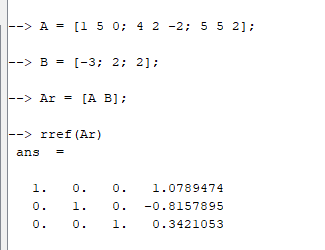 --> A = [1 5 0; 4 2 -2; 5 5 2];
--> B = [-3; 2; 2];
--> Ar = [A B];
--> rref(Ar)
ans  =
1.   0.   0.   1.0789474
0.   1.   0.  -0.8157895
0.   0.   1.   0.3421053